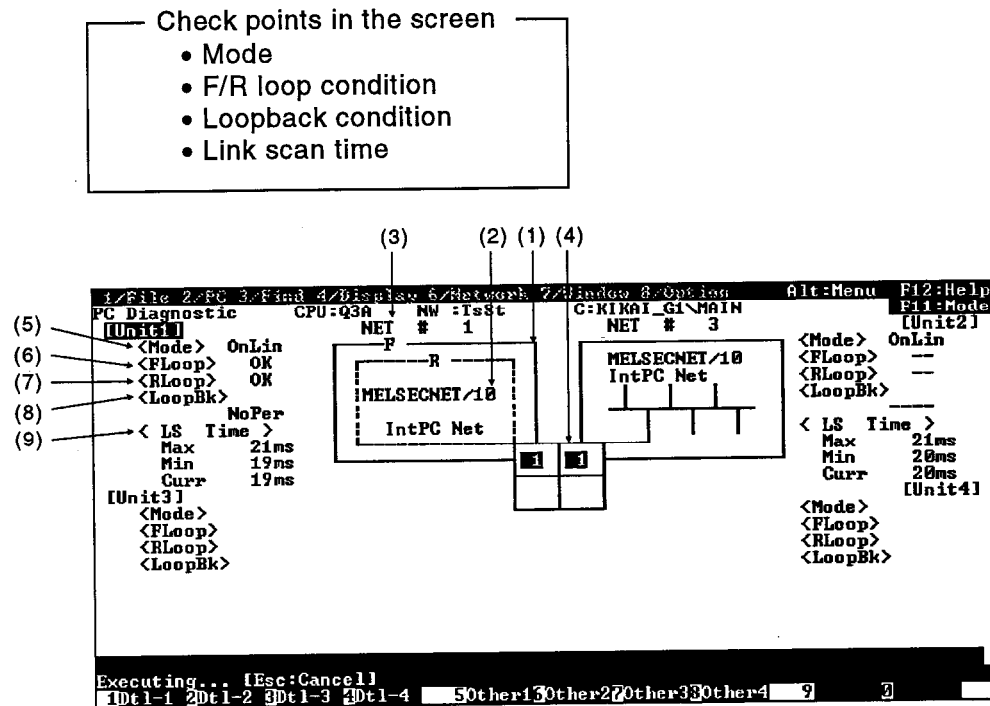 Check points in the screen
• Mode
• F/R loop condition
• Loopback condition
• Link scan time
(3) (2) (1) (4)
1/File 2/PC 3/Find 4/Display 6/Network 7/Window 8/Option Alt:Menu F12:Help
PC Diagnostic CPU:Q3A NW :TsSt C:KIKAI_G1\MAIN F11:Mode
[Unit1] NET # 1 NET # 3 [Unit2]
(5) <Mode> OnLin F <Mode> OnLin
(6) <FLoop> OK R MELSECNET/10 <FLoop> --
(7) <RLoop> OK IntPC Net <RLoop> --
(8) <LoopBk> MELSECNET/10 <LoopBk>
NoPer ----
(9) < LS Time > IntPC Net < LS Time >
Max 21ms Max 21ms
Min 19ms 1 1 Min 20ms
Curr 19ms Curr 20ms
[Unit3] [Unit4]
<Mode> <Mode>
<FLoop> <FLoop>
<RLoop> <RLoop>
<LoopBk> <LoopBk>
Executing... [Esc:Cancel]
1Dtl-1 2Dtl-2 3Dtl-3 4Dtl-4 5Other1 6Other2 7Other3 8Other4 9 0